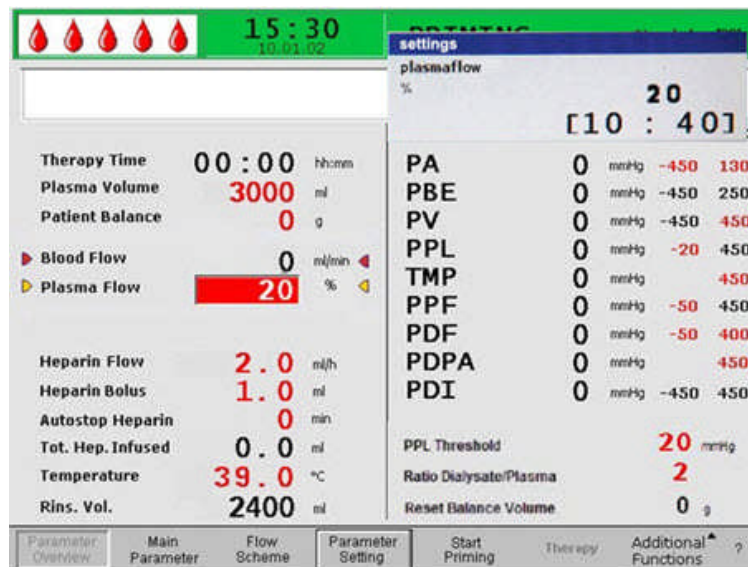 15:30
10.01.02
settings
plasmaflow
% 20
[10 : 40]
Therapy Time 00:00 hh:mm
Plasma Volume 3000 ml
Patient Balance 0 g
Blood Flow 0 ml/min
Plasma Flow 20 %
Heparin Flow 2.0 ml/h
Heparin Bolus 1.0 ml
Autostop Heparin 0 min
Tot. Hep. Infused 0.0 ml
Temperature 39.0 °C
Rins. Vol. 2400 ml
PA 0 mmHg -450 130
PBE 0 mmHg -450 250
PV 0 mmHg -450 450
PPL 0 mmHg -20 450
TMP 0 mmHg 450
PPF 0 mmHg -50 450
PDF 0 mmHg -50 400
PDPA 0 mmHg 450
PDI 0 mmHg -450 450
PPL Threshold 20 mmHg
Ratio Dialysate/Plasma 2
Reset Balance Volume 0 g
Parameter Overview
Main Parameter
Flow Scheme
Parameter Setting
Start Priming
Therapy
Additional Functions
?